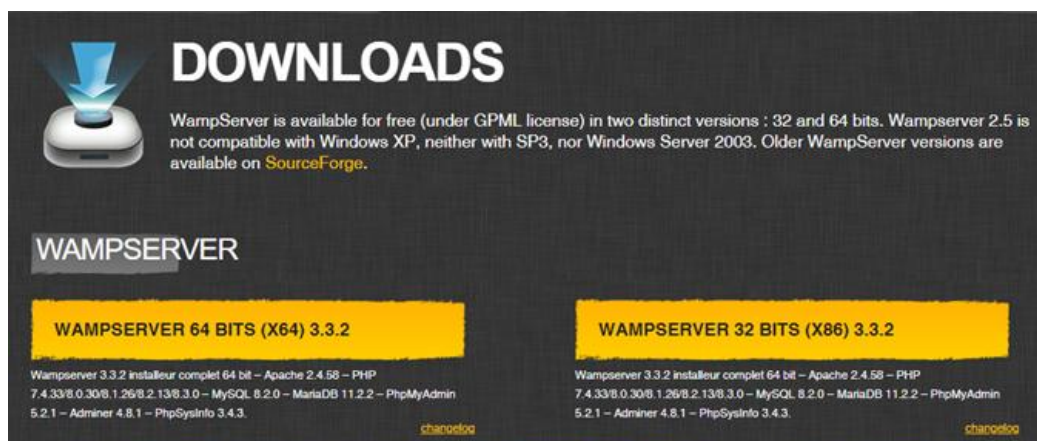 DOWNLOADS
WampServer is available for free (under GPML license) in two distinct versions : 32 and 64 bits. Wampserver 2.5 is
not compatible with Windows XP, neither with SP3, nor Windows Server 2003. Older WampServer versions are
available on SourceForge.
WAMPSERVER
WAMPSERVER 64 BITS (X64) 3.3.2
Wampserver 3.3.2 installeur complet 64 bit – Apache 2.4.58 – PHP
7.4.33/8.0.30/8.1.26/8.2.13/8.3.0 – MySQL 8.2.0 – MariaDB 11.2.2 – PhpMyAdmin
5.2.1 – Adminer 4.8.1 – PhpSysInfo 3.4.3.
changelog
WAMPSERVER 32 BITS (X86) 3.3.2
Wampserver 3.3.2 installeur complet 64 bit – Apache 2.4.58 – PHP
7.4.33/8.0.30/8.1.26/8.2.13/8.3.0 – MySQL 8.2.0 – MariaDB 11.2.2 – PhpMyAdmin
5.2.1 – Adminer 4.8.1 – PhpSysInfo 3.4.3.
changelog